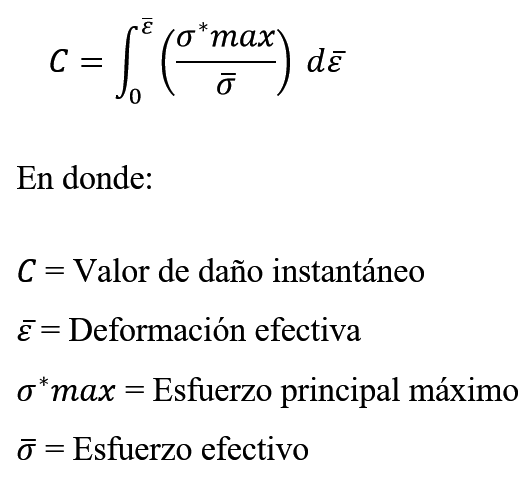 C = ∫₀^ε̄ (σ*max / σ̄) dε̄
En donde:
C = Valor de daño instantáneo
ε̄ = Deformación efectiva
σ*max = Esfuerzo principal máximo
σ̄ = Esfuerzo efectivo